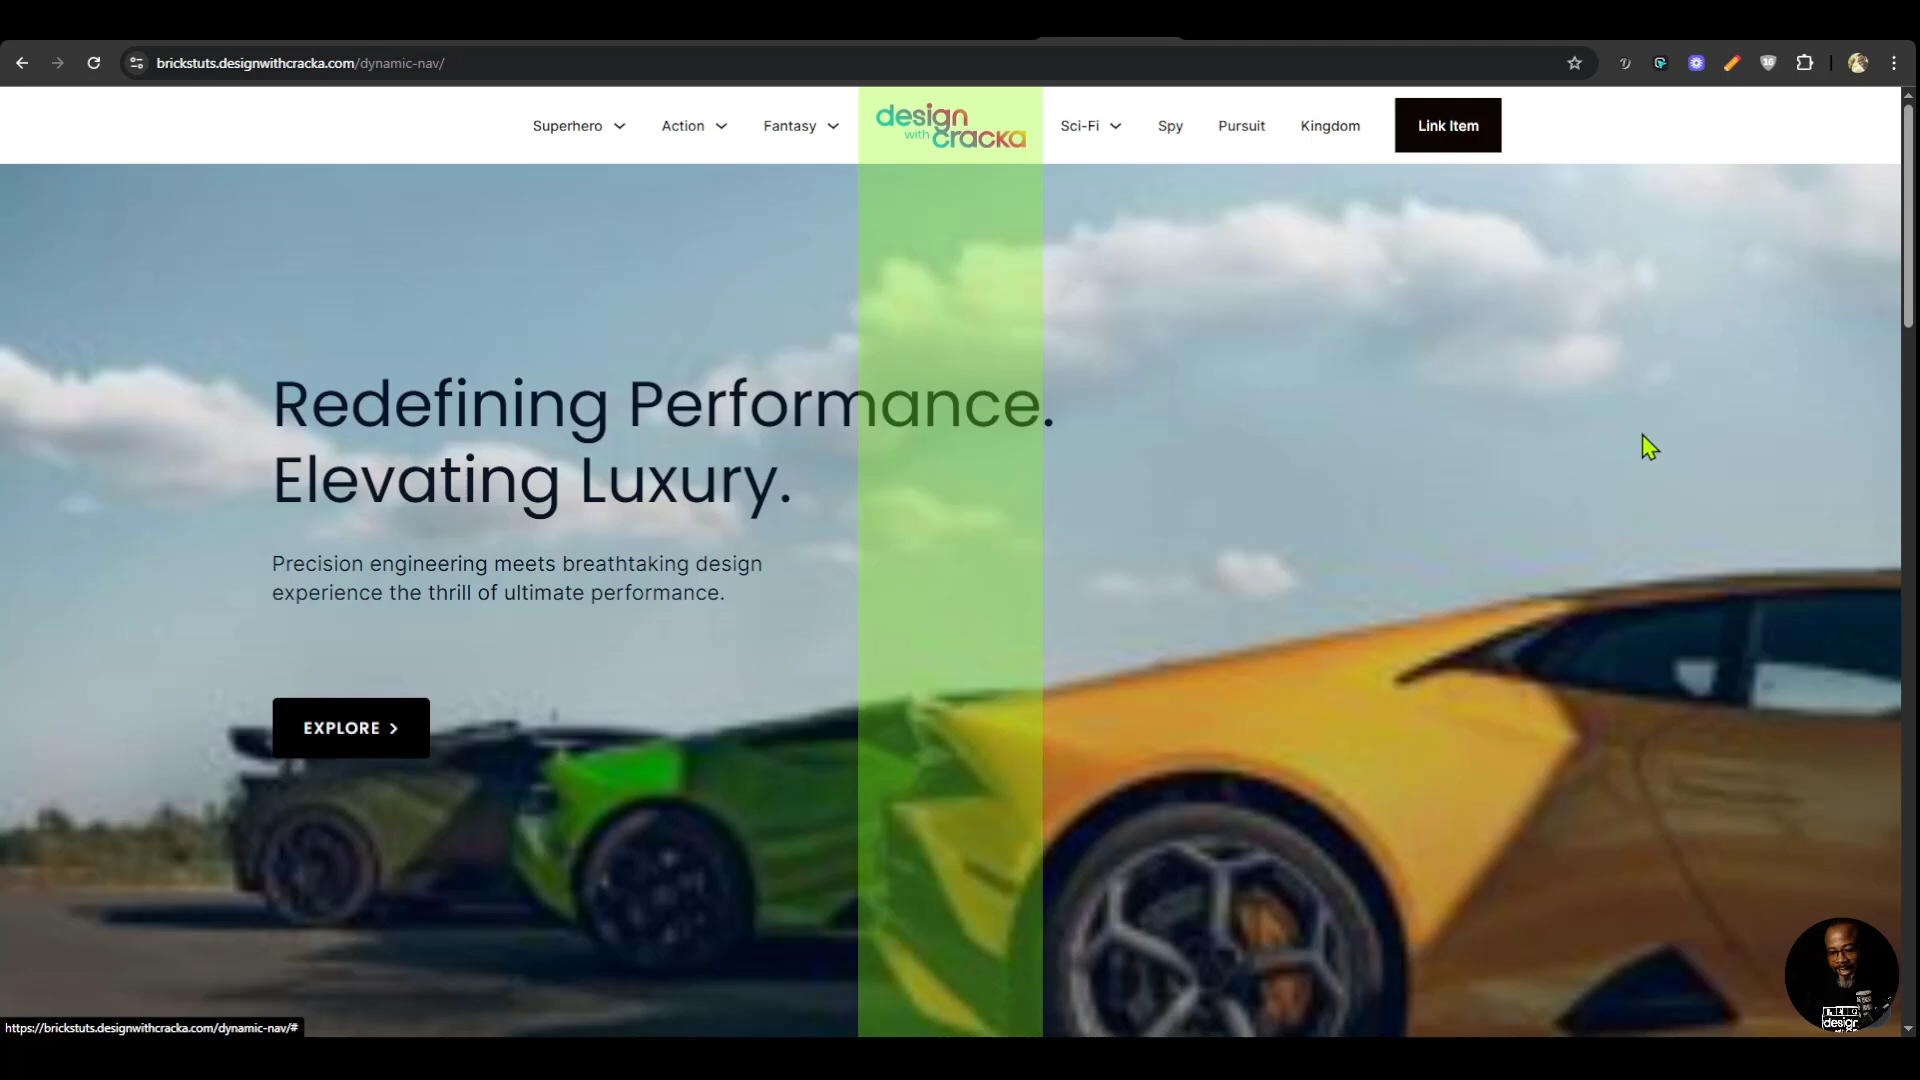 brickstuts.designwithcracka.com/dynamic-nav/
16
Superhero
Action
Fantasy
design
with cracka
Sci-Fi
Spy
Pursuit
Kingdom
Link Item
Redefining Performance.
Elevating Luxury.
Precision engineering meets breathtaking design
experience the thrill of ultimate performance.
EXPLORE
https://brickstuts.designwithcracka.com/dynamic-nav/#
design